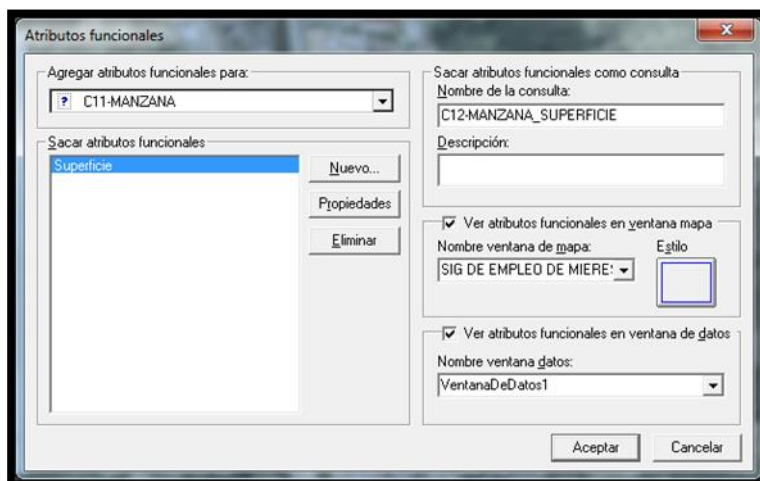 Atributos funcionales
Agregar atributos funcionales para:
? C11-MANZANA
Sacar atributos funcionales
Superficie
Nuevo...
Propiedades
Eliminar
Sacar atributos funcionales como consulta
Nombre de la consulta:
C12-MANZANA_SUPERFICIE
Descripción:
Ver atributos funcionales en ventana mapa
Nombre ventana de mapa:
Estilo
SIG DE EMPLEO DE MIERES
Ver atributos funcionales en ventana de datos
Nombre ventana datos:
VentanaDeDatos1
Aceptar
Cancelar